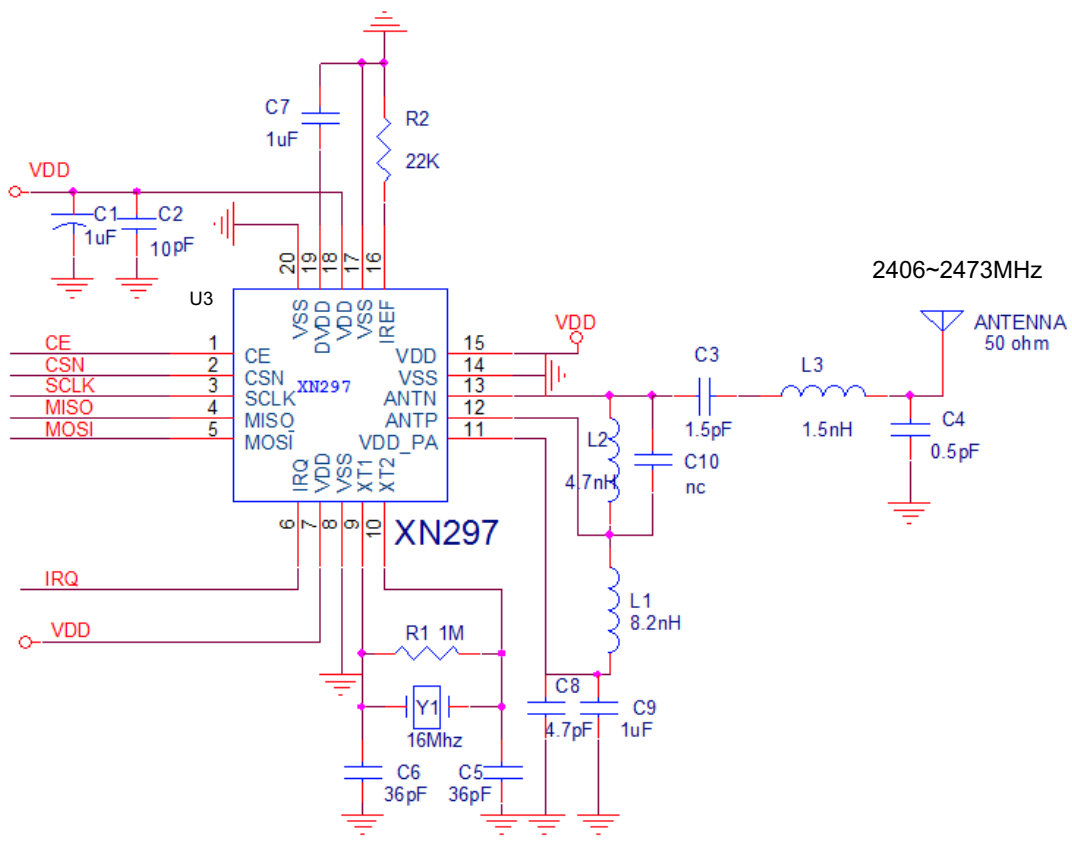 C7
1uF
R2
22K
VDD
C1
1uF
C2
10pF
20
19
18
17
16
2406~2473MHz
U3
VSS
DVDD
VDD
VSS
IREF
ANTENNA
50 ohm
VDD
CE
1
CE
VDD
15
CSN
2
CSN
VSS
14
SCLK
3
SCLK
XN297
ANTN
13
MISO
4
MISO
ANTP
12
MOSI
5
MOSI
VDD_PA
11
C3
1.5pF
L3
1.5nH
C4
0.5pF
L2
4.7nH
C10
nc
IRQ
VDD
VSS
XT1
XT2
6
7
8
9
10
XN297
IRQ
L1
8.2nH
VDD
R1 1M
Y1
16Mhz
C8
4.7pF
C9
1uF
C6
36pF
C5
36pF